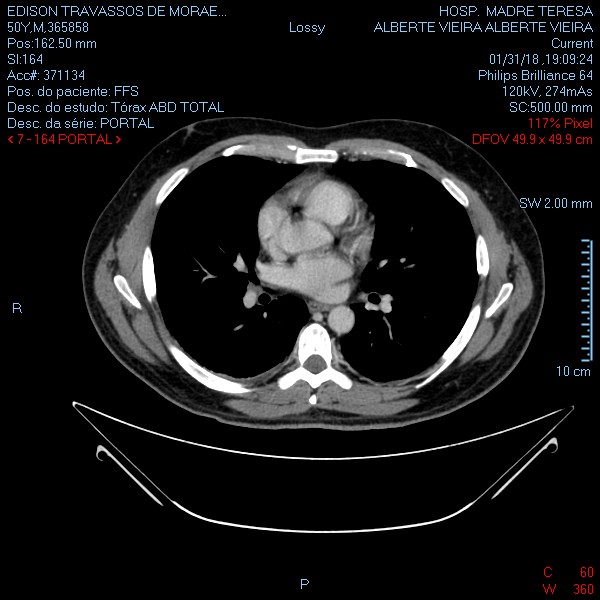 EDISON TRAVASSOS DE MORAE...
50Y,M,365858
Pos:162.50 mm
SI:164
Acc#: 371134
Pos. do paciente: FFS
Desc. do estudo: Tórax ABD TOTAL
Desc. da série: PORTAL
< 7 - 164 PORTAL >
Lossy
HOSP. MADRE TERESA
ALBERTE VIEIRA ALBERTE VIEIRA
Current
01/31/18 ,19:09:24
Philips Brilliance 64
120kV, 274mAs
SC:500.00 mm
117% Pixel
DFOV 49.9 x 49.9 cm
SW 2.00 mm
R
10 cm
P
C 60
W 360